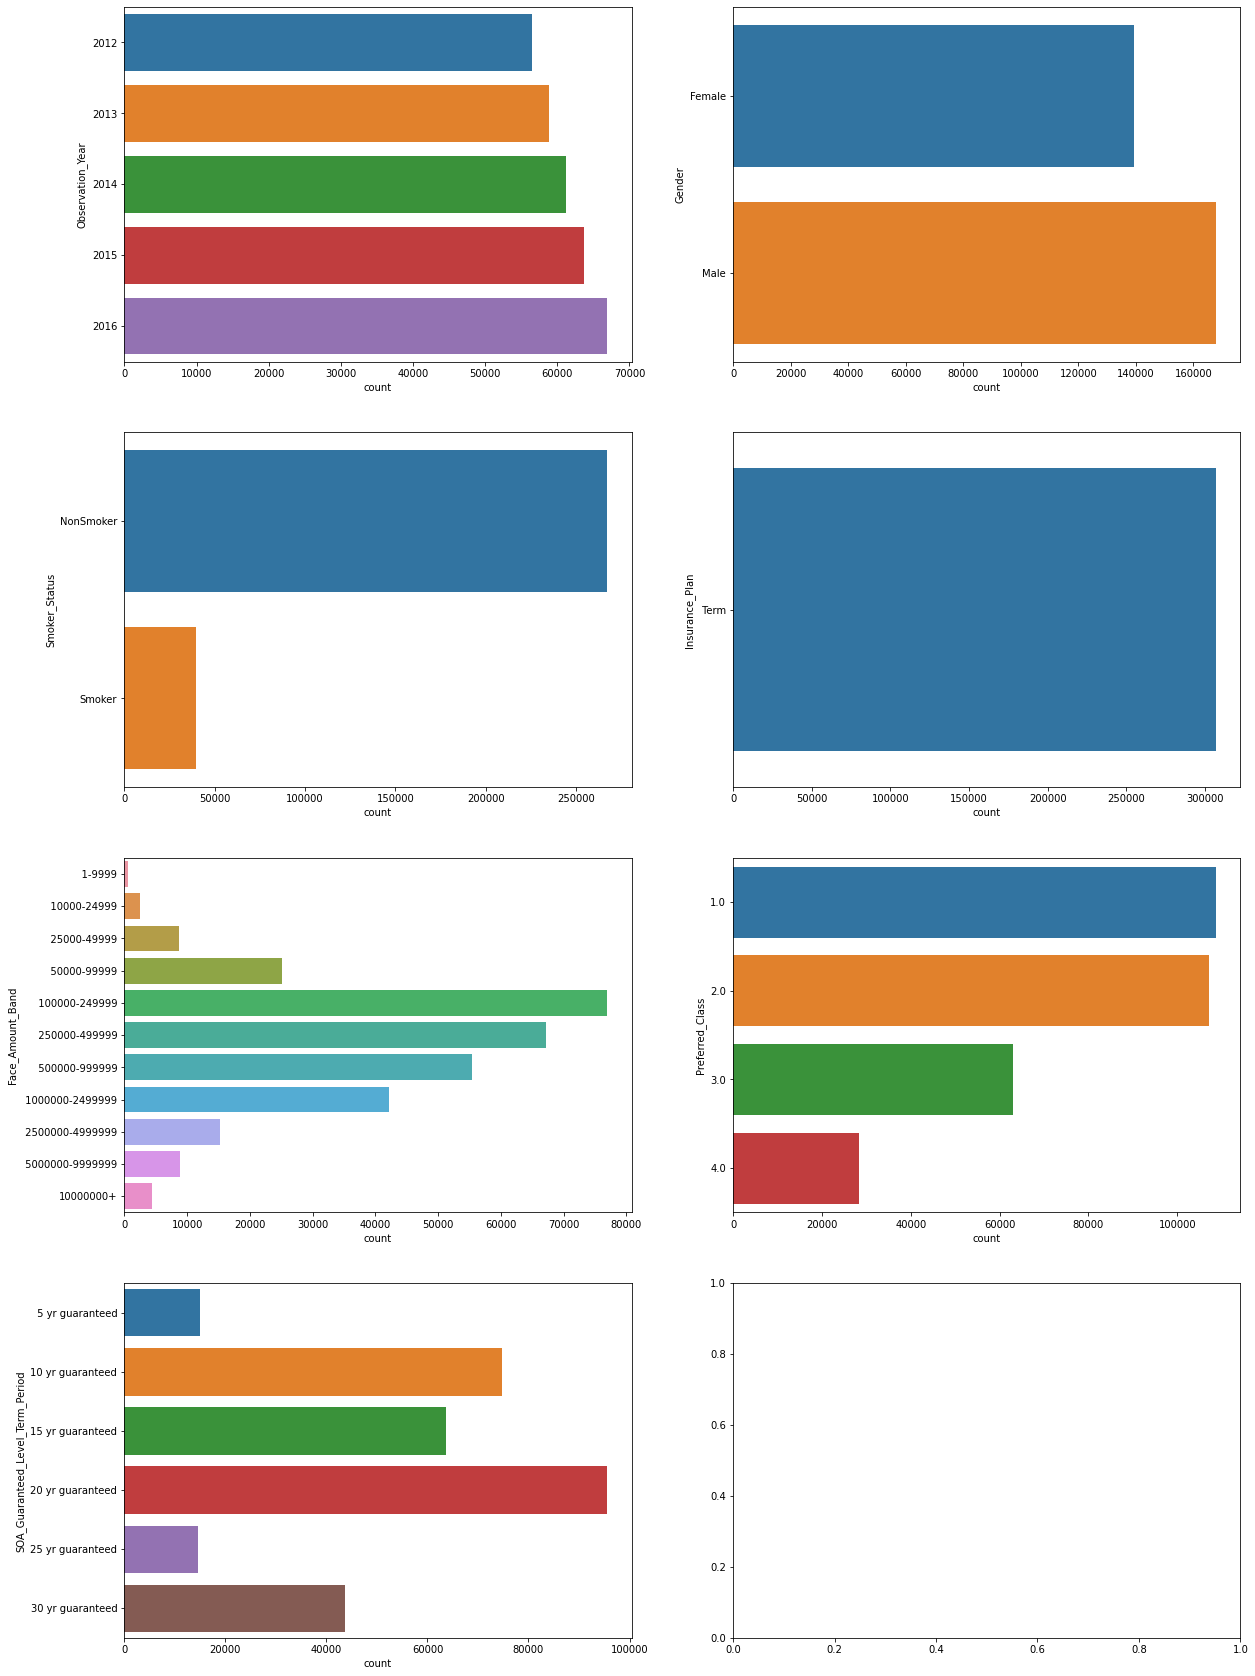 Observation_Year
2012
2013
2014
2015
2016
0 10000 20000 30000 40000 50000 60000 70000
count
Gender
Female
Male
0 20000 40000 60000 80000 100000 120000 140000 160000
count
Smoker_Status
NonSmoker
Smoker
0 50000 100000 150000 200000 250000
count
Insurance_Plan
Term
0 50000 100000 150000 200000 250000 300000
count
Face_Amount_Band
1-9999
10000-24999
25000-49999
50000-99999
100000-249999
250000-499999
500000-999999
1000000-2499999
2500000-4999999
5000000-9999999
10000000+
0 10000 20000 30000 40000 50000 60000 70000 80000
count
Preferred_Class
1.0
2.0
3.0
4.0
0 20000 40000 60000 80000 100000
count
SOA_Guaranteed_Level_Term_Period
5 yr guaranteed
10 yr guaranteed
15 yr guaranteed
20 yr guaranteed
25 yr guaranteed
30 yr guaranteed
0 20000 40000 60000 80000 100000
count
1.0
0.8
0.6
0.4
0.2
0.0
0.0 0.2 0.4 0.6 0.8 1.0